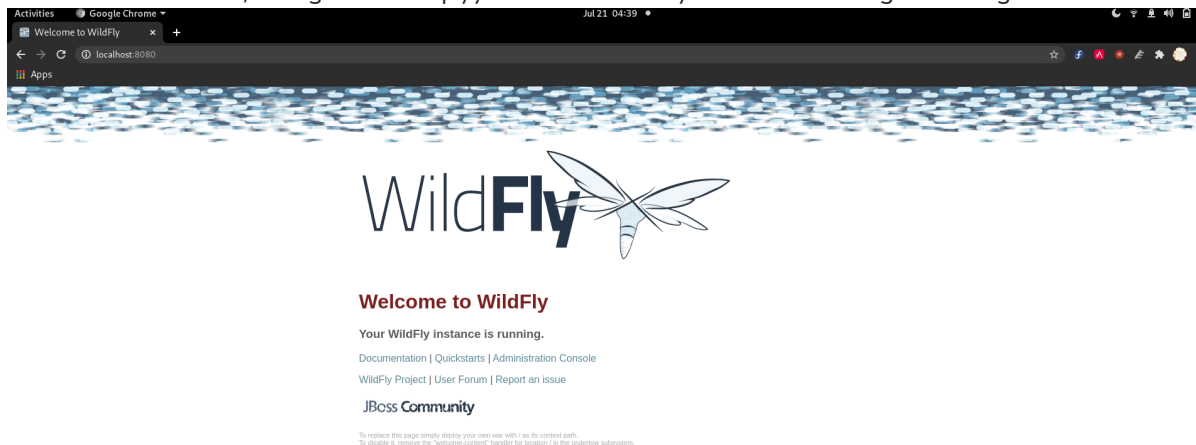 Activities Google Chrome Jul 21 04:39
Welcome to WildFly
localhost:8080
Apps
WildFly
Welcome to WildFly
Your WildFly instance is running.
Documentation | Quickstarts | Administration Console
WildFly Project | User Forum | Report an issue
JBoss Community
To replace this page simply deploy your own war with / as its context path.
To disable it, remove the "welcome-content" handler for location / in the undertow subsystem.